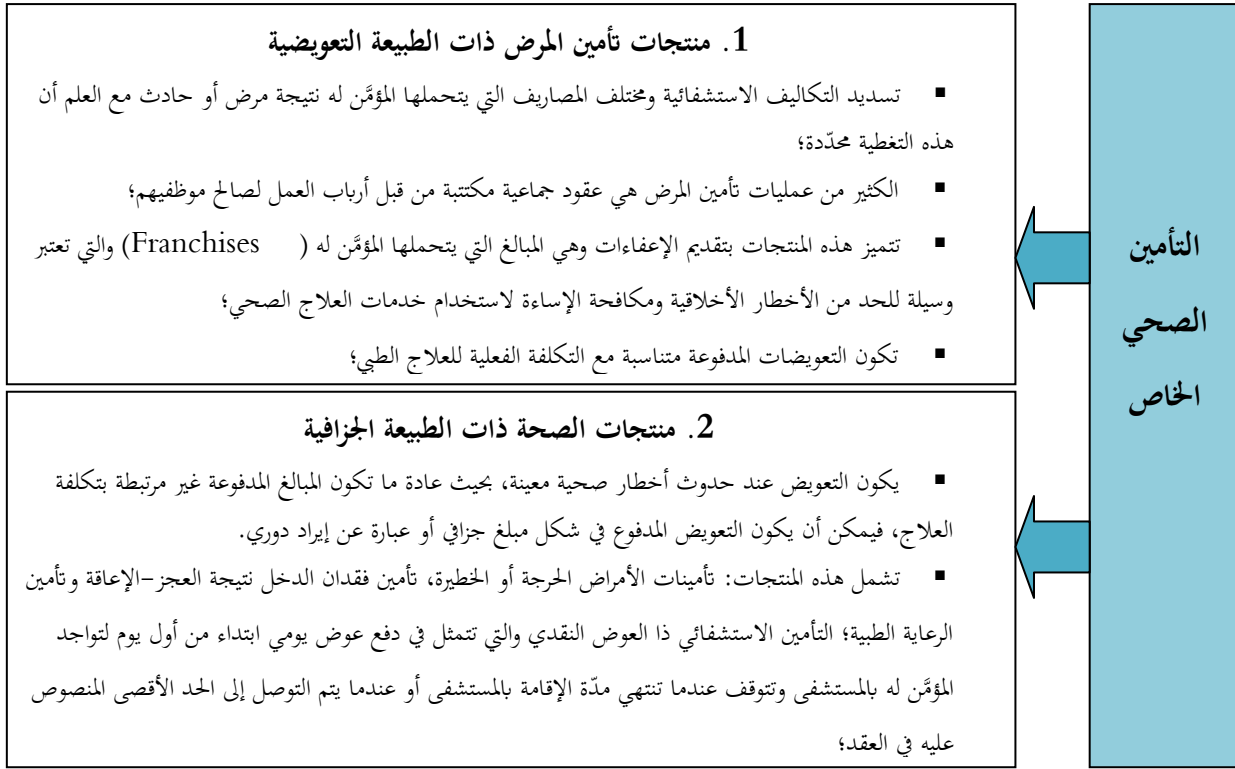 التأمين
الصحي
الخاص
1. منتجات تأمين المرض ذات الطبيعة التعويضية
▪ تسديد التكاليف الاستشفائية ومختلف المصاريف التي يتحملها المؤمَّن له نتيجة مرض أو حادث مع العلم أن
هذه التغطية محدّدة؛
▪ الكثير من عمليات تأمين المرض هي عقود جماعية مكتتبة من قبل أرباب العمل لصالح موظفيهم؛
▪ تتميز هذه المنتجات بتقديم الإعفاءات وهي المبالغ التي يتحملها المؤمَّن له (Franchises) والتي تعتبر
وسيلة للحد من الأخطار الأخلاقية ومكافحة الإساءة لاستخدام خدمات العلاج الصحي؛
▪ تكون التعويضات المدفوعة متناسبة مع التكلفة الفعلية للعلاج الطبي؛
2. منتجات الصحة ذات الطبيعة الجزافية
▪ يكون التعويض عند حدوث أخطار صحية معينة، بحيث عادة ما تكون المبالغ المدفوعة غير مرتبطة بتكلفة
العلاج، فيمكن أن يكون التعويض المدفوع في شكل مبلغ جزافي أو عبارة عن إيراد دوري.
▪ تشمل هذه المنتجات: تأمينات الأمراض الحرجة أو الخطيرة، تأمين فقدان الدخل نتيجة العجز–الإعاقة وتأمين
الرعاية الطبية؛ التأمين الاستشفائي ذا العوض النقدي والتي تتمثل في دفع عوض يومي ابتداء من أول يوم لتواجد
المؤمَّن له بالمستشفى وتتوقف عندما تنتهي مدّة الإقامة بالمستشفى أو عندما يتم التوصل إلى الحد الأقصى المنصوص
عليه في العقد؛